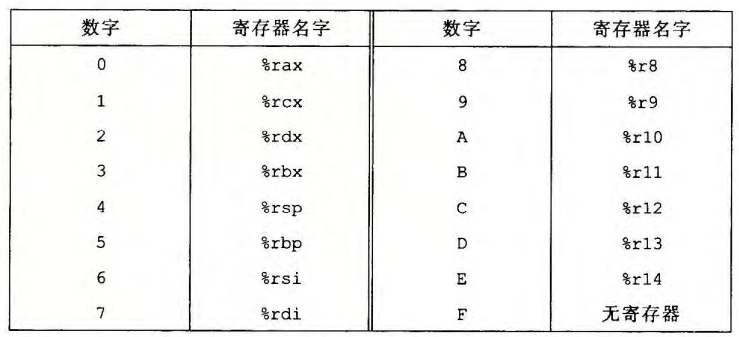 数字 寄存器名字 数字 寄存器名字
0 %rax 8 %r8
1 %rcx 9 %r9
2 %rdx A %r10
3 %rbx B %r11
4 %rsp C %r12
5 %rbp D %r13
6 %rsi E %r14
7 %rdi F 无寄存器